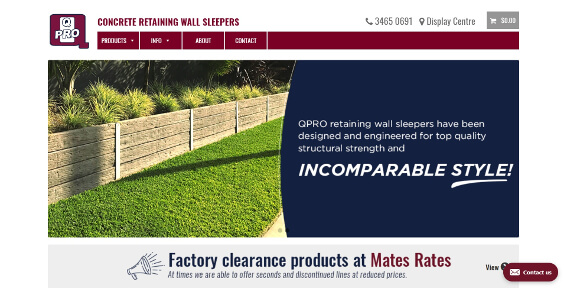 Q
PRO
CONCRETE RETAINING WALL SLEEPERS
3465 0691 Display Centre
$0.00
PRODUCTS INFO ABOUT CONTACT
QPRO retaining wall sleepers have been
designed and engineered for top quality
structural strength and
INCOMPARABLE STYLE!
Factory clearance products at Mates Rates
At times we are able to offer seconds and discontinued lines at reduced prices.
View
Contact us